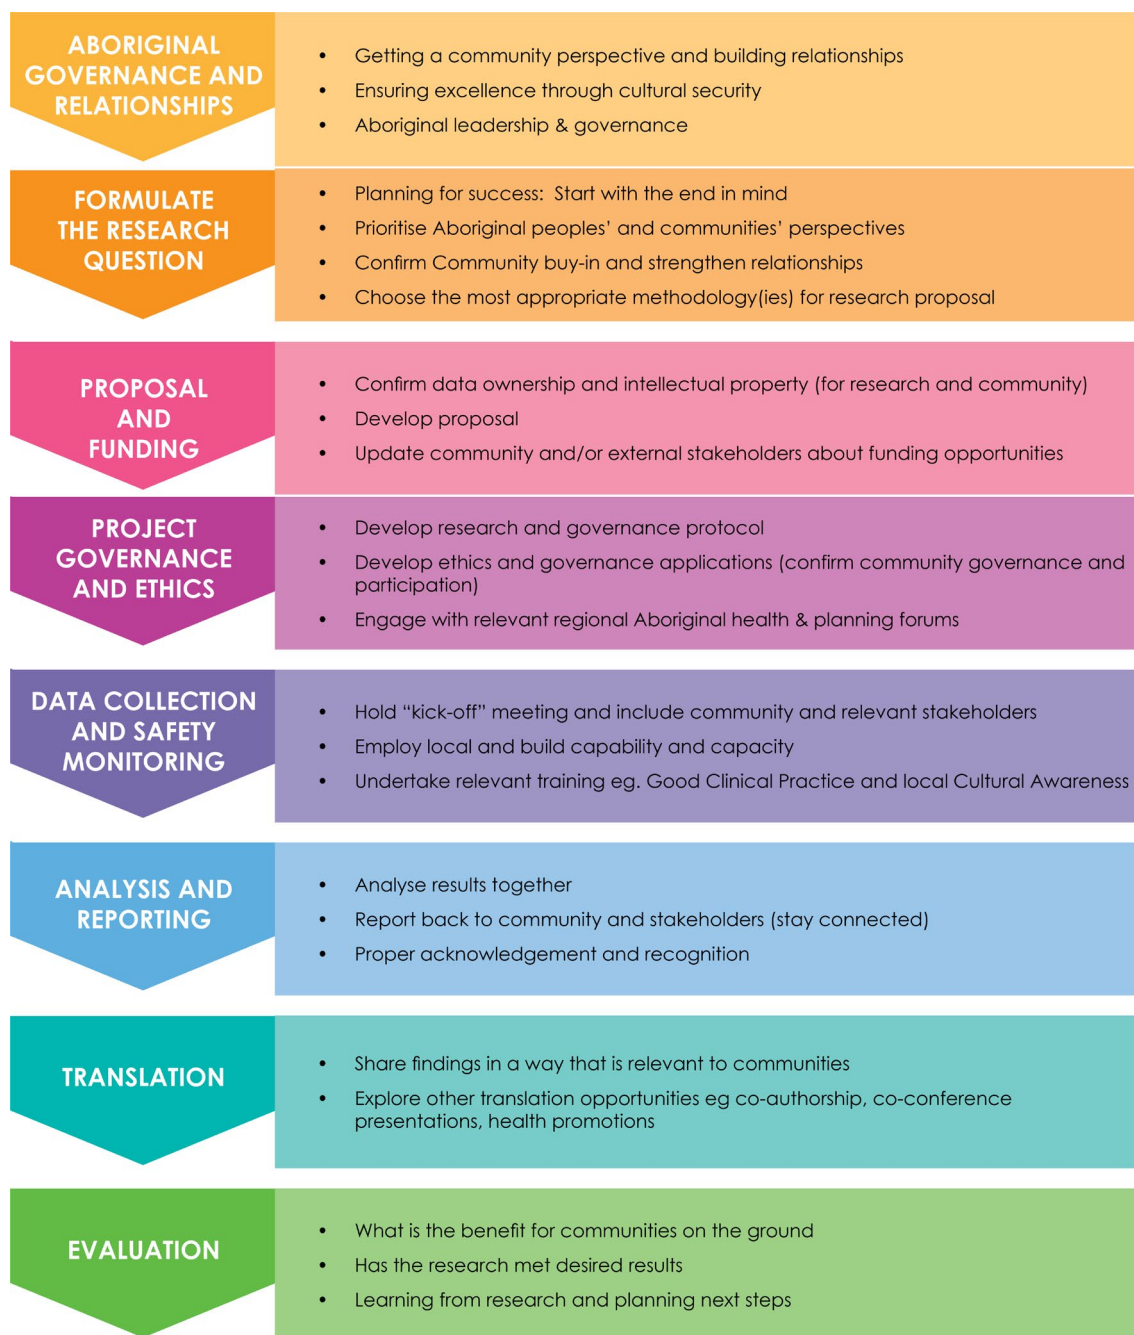 ABORIGINAL
GOVERNANCE AND
RELATIONSHIPS
• Getting a community perspective and building relationships
• Ensuring excellence through cultural security
• Aboriginal leadership & governance
FORMULATE
THE RESEARCH
QUESTION
• Planning for success:  Start with the end in mind
• Prioritise Aboriginal peoples’ and communities’ perspectives
• Confirm Community buy-in and strengthen relationships
• Choose the most appropriate methodology(ies) for research proposal
PROPOSAL
AND
FUNDING
• Confirm data ownership and intellectual property (for research and community)
• Develop proposal
• Update community and/or external stakeholders about funding opportunities
PROJECT
GOVERNANCE
AND ETHICS
• Develop research and governance protocol
• Develop ethics and governance applications (confirm community governance and
participation)
• Engage with relevant regional Aboriginal health & planning forums
DATA COLLECTION
AND SAFETY
MONITORING
• Hold “kick-off” meeting and include community and relevant stakeholders
• Employ local and build capability and capacity
• Undertake relevant training eg. Good Clinical Practice and local Cultural Awareness
ANALYSIS AND
REPORTING
• Analyse results together
• Report back to community and stakeholders (stay connected)
• Proper acknowledgement and recognition
TRANSLATION
• Share findings in a way that is relevant to communities
• Explore other translation opportunities eg co-authorship, co-conference
presentations, health promotions
EVALUATION
• What is the benefit for communities on the ground
• Has the research met desired results
• Learning from research and planning next steps